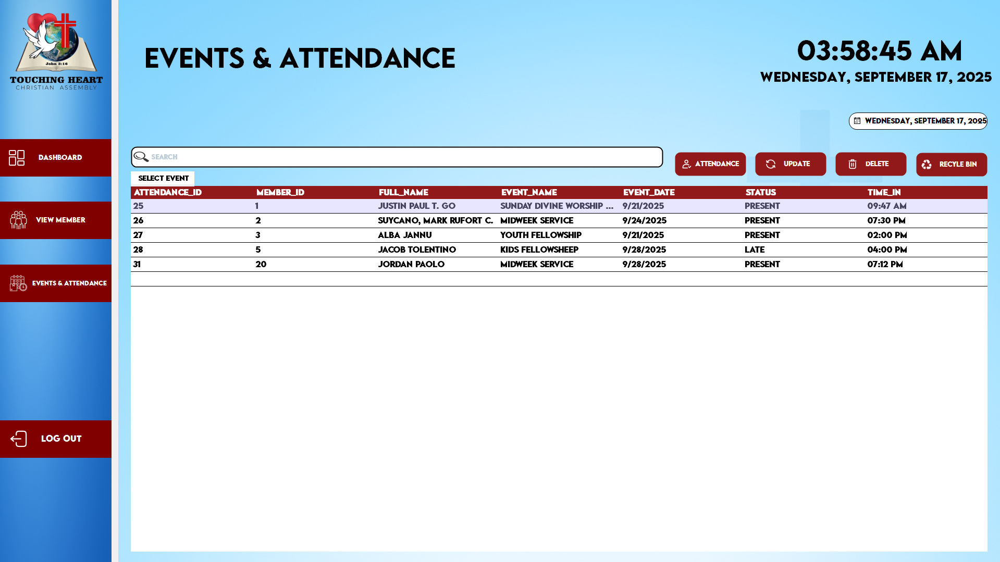 John 3:16
TOUCHING HEART
CHRISTIAN ASSEMBLY
EVENTS & ATTENDANCE
03:58:45 AM
WEDNESDAY, SEPTEMBER 17, 2025
WEDNESDAY, SEPTEMBER 17, 2025
DASHBOARD
VIEW MEMBER
EVENTS & ATTENDANCE
LOG OUT
SEARCH
ATTENDANCE
UPDATE
DELETE
RECYLE BIN
SELECT EVENT
ATTENDANCE_ID MEMBER_ID FULL_NAME EVENT_NAME EVENT_DATE STATUS TIME_IN
25 1 JUSTIN PAUL T. GO SUNDAY DIVINE WORSHIP ... 9/21/2025 PRESENT 09:47 AM
26 2 SUYCANO, MARK RUFORT C. MIDWEEK SERVICE 9/24/2025 PRESENT 07:30 PM
27 3 ALBA JANNU YOUTH FELLOWSHIP 9/21/2025 PRESENT 02:00 PM
28 5 JACOB TOLENTINO KIDS FELLOWSHEEP 9/28/2025 LATE 04:00 PM
31 20 JORDAN PAOLO MIDWEEK SERVICE 9/28/2025 PRESENT 07:12 PM